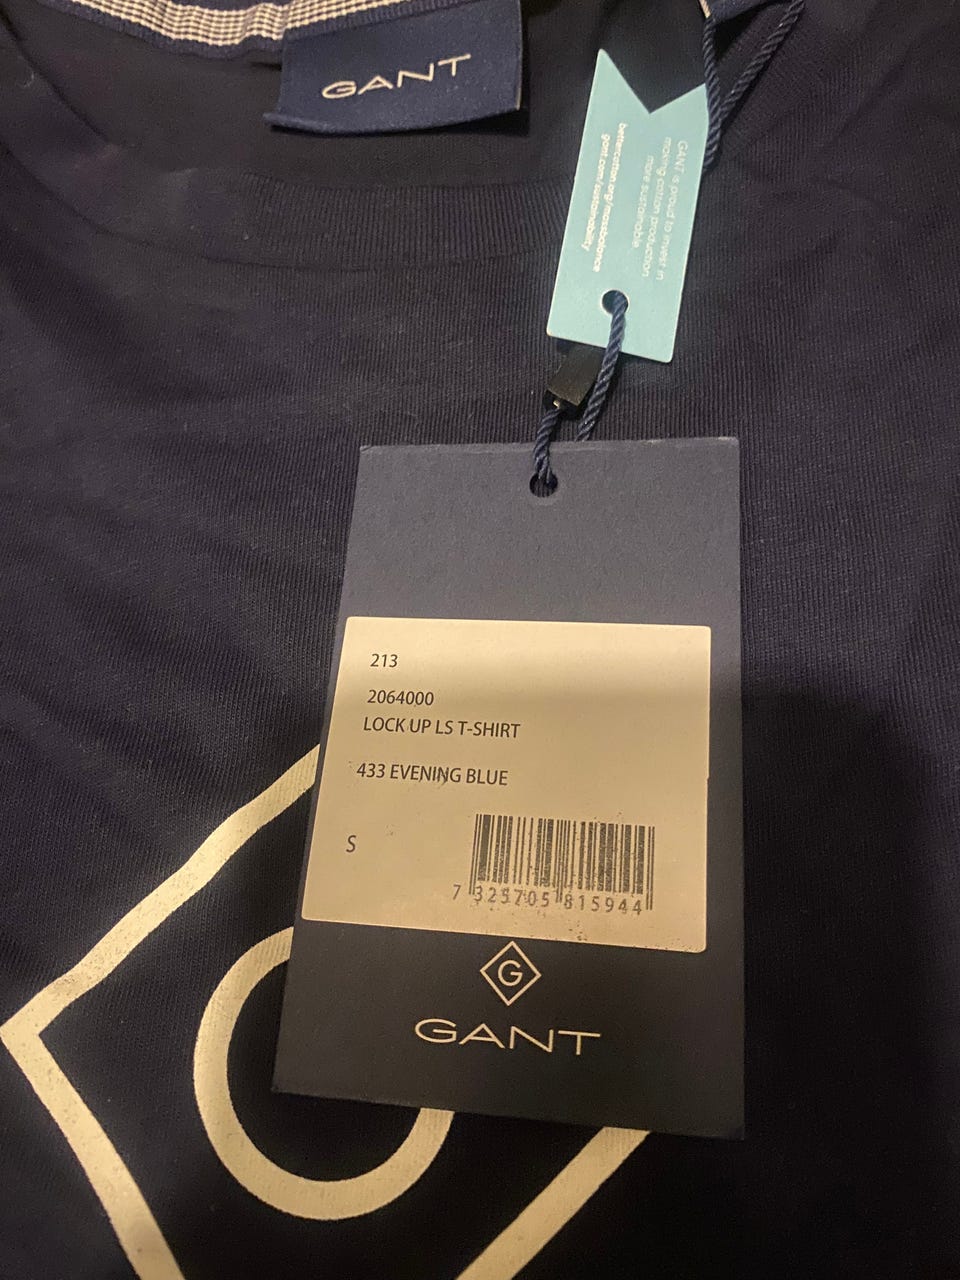 GANT
GANT is proud to invest in
moving cotton production
more sustainable
bettercotton.org/massbalance
gant.com/sustainability
213
2064000
LOCK UP LS T-SHIRT
433 EVENING BLUE
S
7 325705 815944
G
GANT